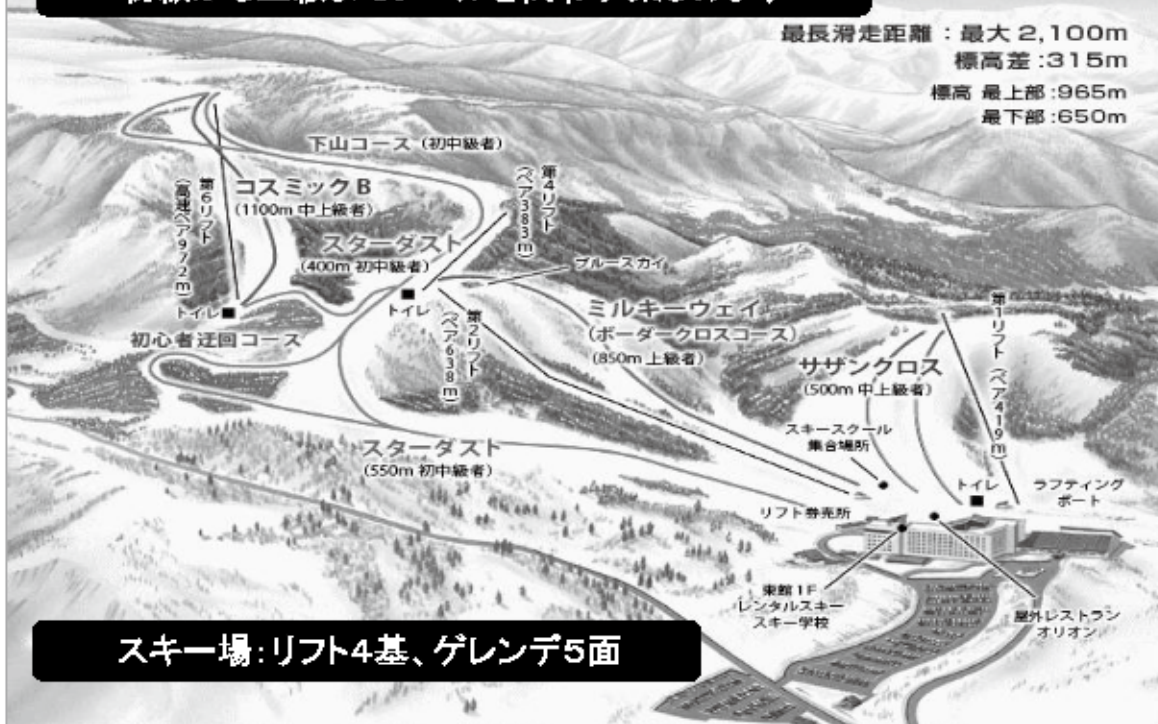 最長滑走距離：最大2,100m
標高差:315m
標高 最上部:965m
最下部:650m
下山コース (初中級者)
第4リフト
(ペア383m)
コスミックB
(1100m 中上級者)
第6リフト
(高速ペア972m)
スターダスト
(400m 初中級者)
ブルースカイ
トイレ
トイレ
初心者迂回コース
第2リフト
(ペア638m)
ミルキーウェイ
(ボーダークロスコース)
(850m 上級者)
サザンクロス
(500m 中上級者)
第1リフト (ペア419m)
スターダスト
(550m 初中級者)
スキースクール
集合場所
トイレ
ラフティング
ボート
リフト券売所
東館1F
レンタルスキー
スキー学校
屋外レストラン
オリオン
スキー場:リフト4基、ゲレンデ5面